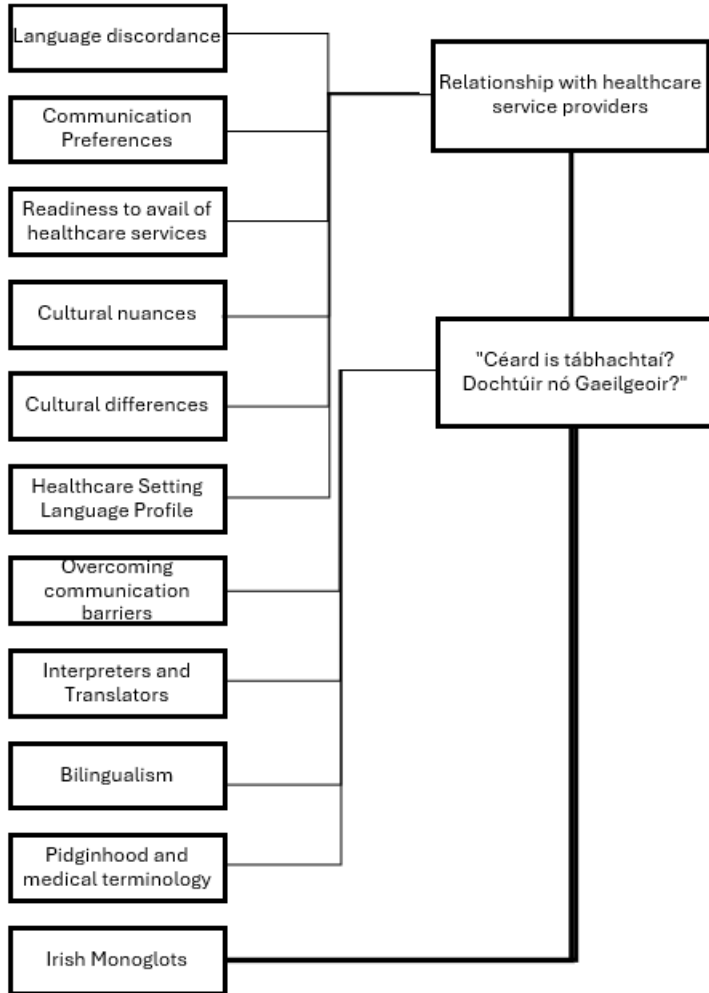 Language discordance
Communication
Preferences
Readiness to avail of
healthcare services
Cultural nuances
Cultural differences
Healthcare Setting
Language Profile
Overcoming
communication
barriers
Interpreters and
Translators
Bilingualism
Pidginhood and
medical terminology
Irish Monoglots
Relationship with healthcare
service providers
"Céard is tábhachtaí?
Dochtúir nó Gaeilgeoir?"